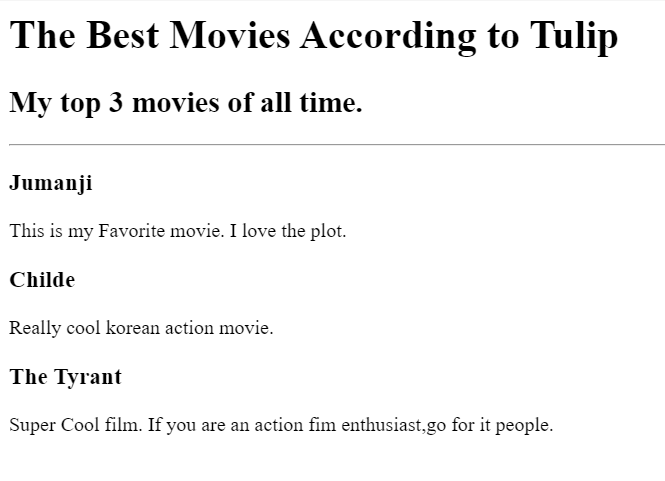 The Best Movies According to Tulip
My top 3 movies of all time.
Jumanji
This is my Favorite movie. I love the plot.
Childe
Really cool korean action movie.
The Tyrant
Super Cool film. If you are an action fim enthusiast,go for it people.